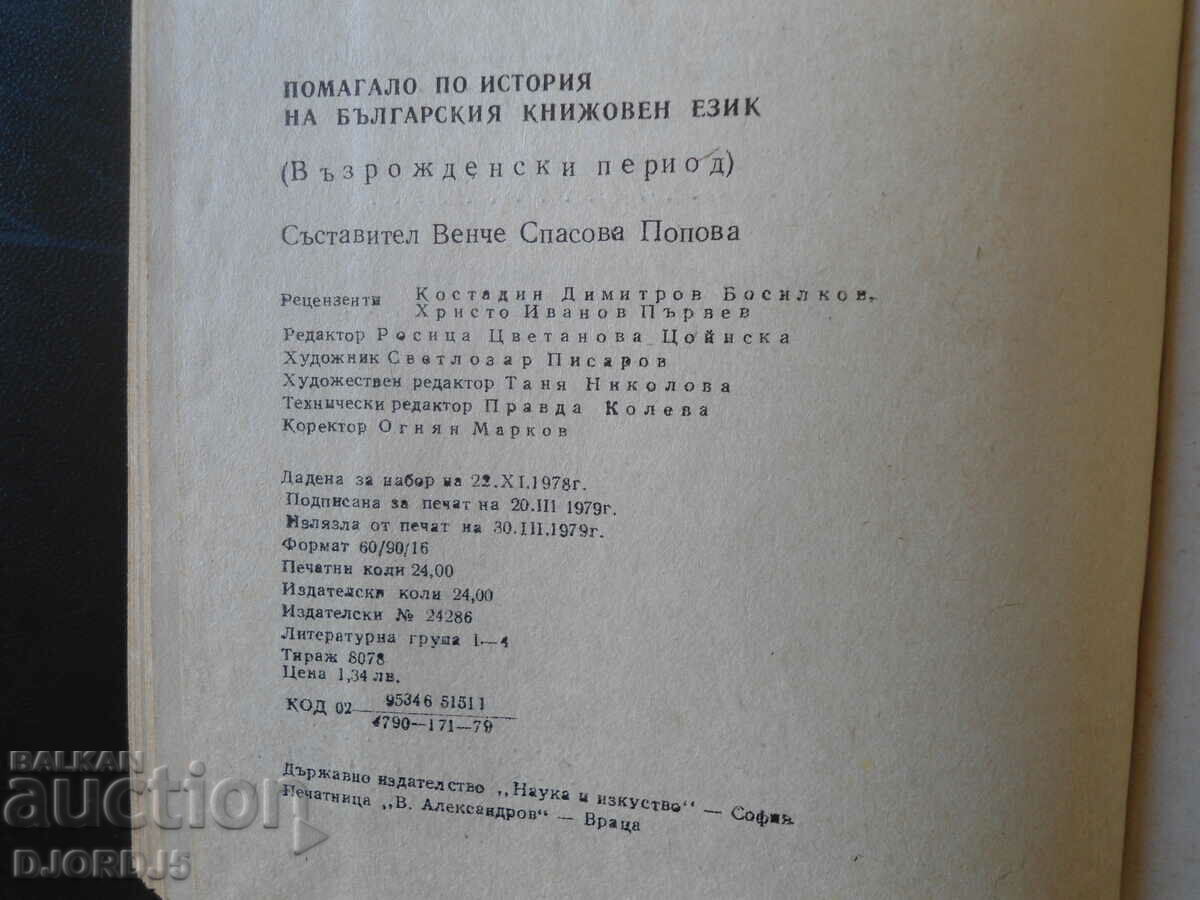 ПОМАГАЛО ПО ИСТОРИЯ
НА БЪЛГАРСКИЯ КНИЖОВЕН ЕЗИК
(Възрожденски период)
Съставител Венче Спасова Попова
Рецензенти Костадин Димитров Босилков,
Христо Иванов Първев
Редактор Росица Цветанова Цойнска
Художник Светлозар Писаров
Художествен редактор Таня Николова
Технически редактор Правда Колева
Коректор Огнян Марков
Дадена за набор на 22.XI.1978г.
Подписана за печат на 20.III 1979г.
Излязла от печат на 30.III.1979г.
Формат 60/90/16
Печатни коли 24,00
Издателски коли 24,00
Издателски № 24286
Литературна група I—4
Тираж 8078
Цена 1,34 лв.
КОД 02 95346 51511
4790—171—79
Държавно издателство „Наука и изкуство“ — София
Печатница „В. Александров“ — Враца
BALKAN
auction
DJORDJ5